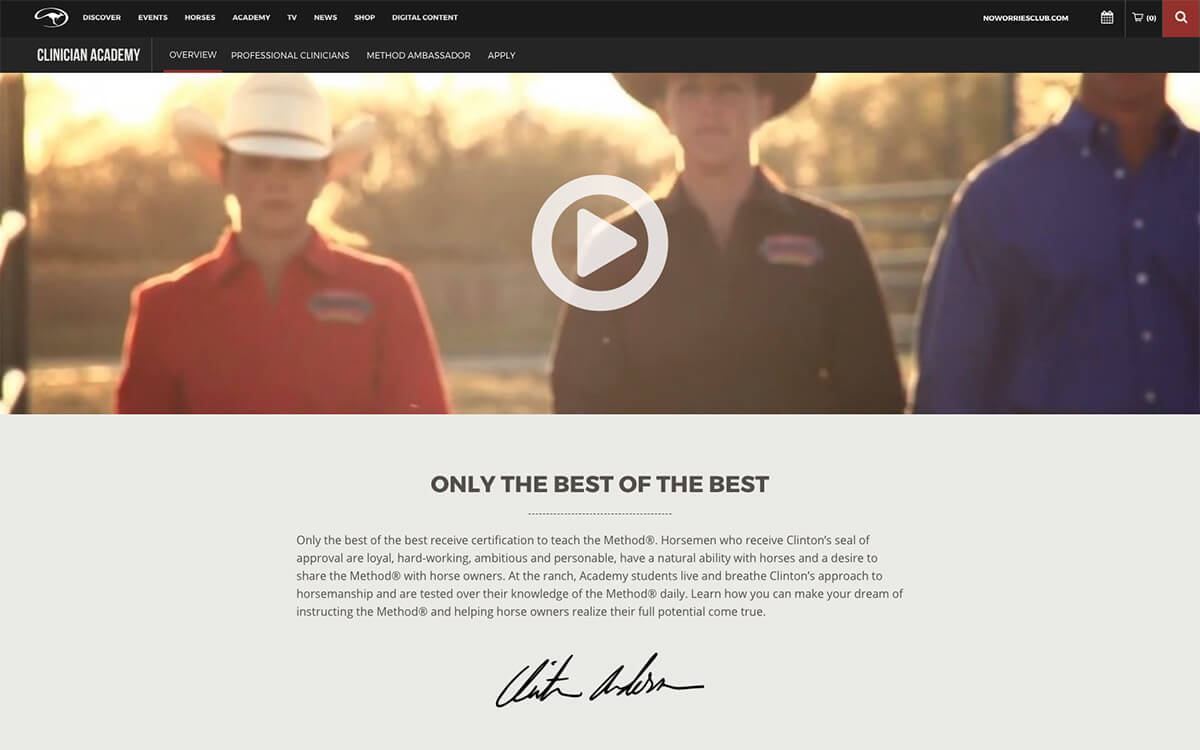 DISCOVER EVENTS HORSES ACADEMY TV NEWS SHOP DIGITAL CONTENT NOWORRIESCLUB.COM (0)
CLINICIAN ACADEMY OVERVIEW PROFESSIONAL CLINICIANS METHOD AMBASSADOR APPLY
ONLY THE BEST OF THE BEST
Only the best of the best receive certification to teach the Method®. Horsemen who receive Clinton’s seal of
approval are loyal, hard-working, ambitious and personable, have a natural ability with horses and a desire to
share the Method® with horse owners. At the ranch, Academy students live and breathe Clinton’s approach to
horsemanship and are tested over their knowledge of the Method® daily. Learn how you can make your dream of
instructing the Method® and helping horse owners realize their full potential come true.
Clinton Anderson